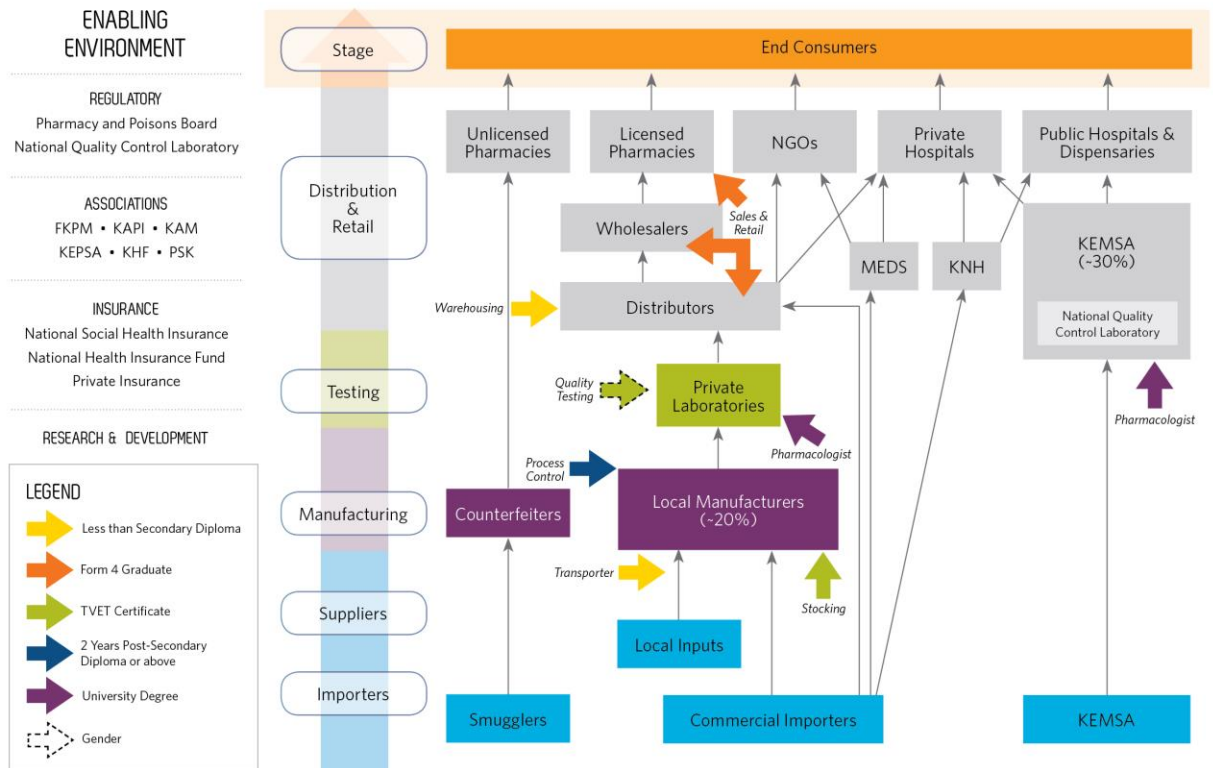 ENABLING
ENVIRONMENT
REGULATORY
Pharmacy and Poisons Board
National Quality Control Laboratory
ASSOCIATIONS
FKPM • KAPI • KAM
KEPSA • KHF • PSK
INSURANCE
National Social Health Insurance
National Health Insurance Fund
Private Insurance
RESEARCH & DEVELOPMENT
LEGEND
Less than Secondary Diploma
Form 4 Graduate
TVET Certificate
2 Years Post-Secondary
Diploma or above
University Degree
Gender
Stage
Distribution
&
Retail
Testing
Manufacturing
Suppliers
Importers
End Consumers
Unlicensed
Pharmacies
Licensed
Pharmacies
NGOs
Private
Hospitals
Public Hospitals &
Dispensaries
Sales &
Retail
Wholesalers
MEDS
KNH
KEMSA
(~30%)
National Quality
Control Laboratory
Warehousing
Distributors
Quality
Testing
Private
Laboratories
Pharmacologist
Pharmacologist
Process
Control
Counterfeiters
Local Manufacturers
(~20%)
Transporter
Stocking
Local Inputs
Smugglers
Commercial Importers
KEMSA